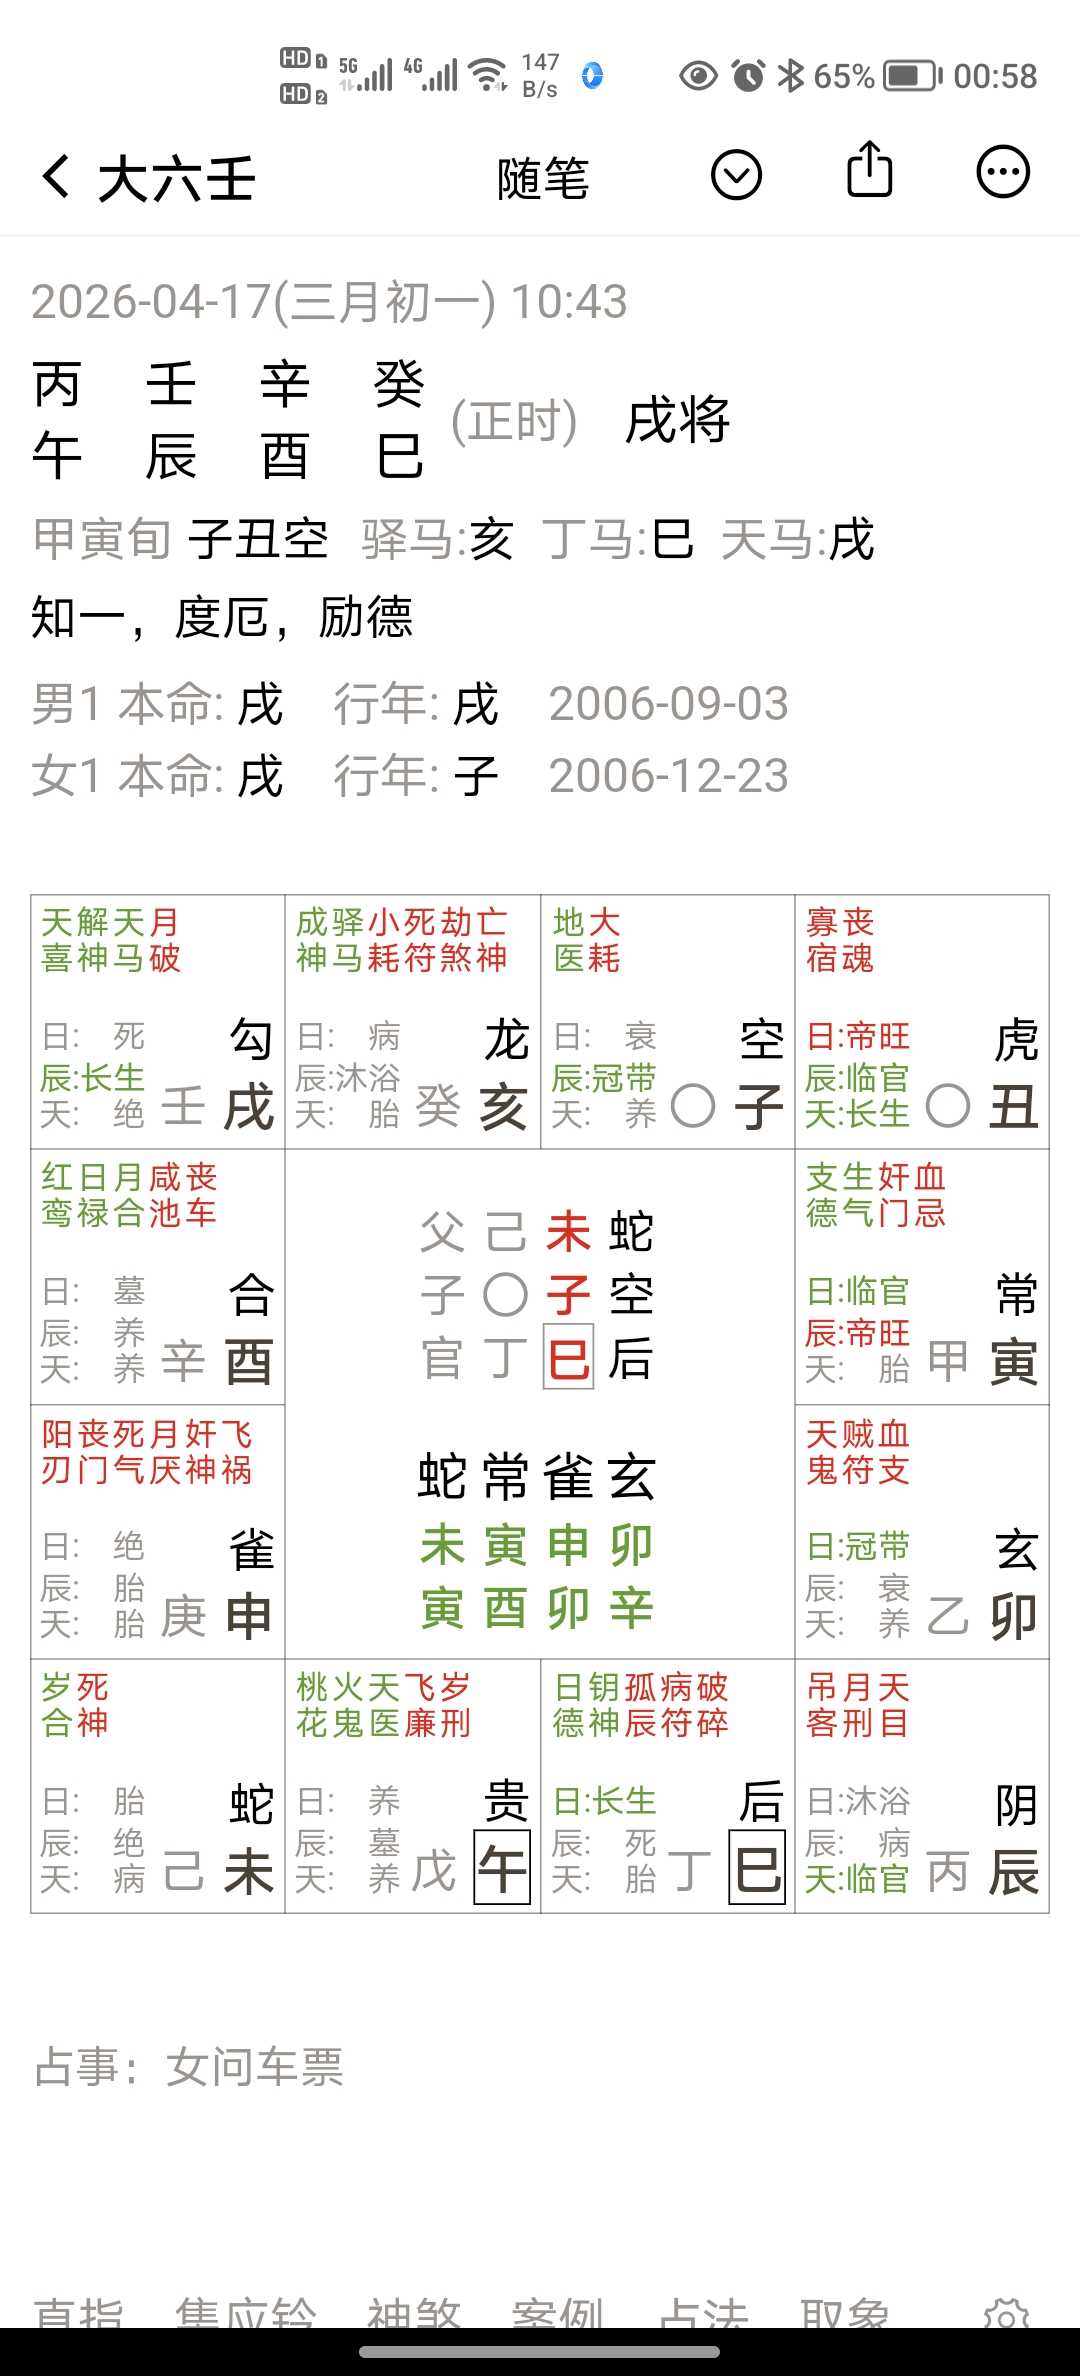 HD 1 5G 4G 147 B/s 65% 00:58
HD 2
大六壬 随笔
2026-04-17(三月初一) 10:43
丙 壬 辛 癸
午 辰 酉 巳 (正时) 戌将
甲寅旬 子丑空 驿马:亥 丁马:巳 天马:戌
知一，度厄，励德
男1 本命: 戌 行年: 戌 2006-09-03
女1 本命: 戌 行年: 子 2006-12-23
天解天月
喜神马破
日: 死 勾
辰:长生
天: 绝 壬 戌
成驿小死劫亡
神马耗符煞神
日: 病 龙
辰:沐浴
天: 胎 癸 亥
地大
医耗
日: 衰 空
辰:冠带
天: 养 〇 子
寡丧
宿魂
日:帝旺 虎
辰:临官
天:长生 〇 丑
红日月咸丧
鸾禄合池车
日: 墓 合
辰: 养
天: 养 辛 酉
父 己 未 蛇
子 〇 子 空
官 丁 巳 后
支生奸血
德气门忌
日:临官 常
辰:帝旺
天: 胎 甲 寅
阳丧死月奸飞
刃门气厌神祸
日: 绝 雀
辰: 胎
天: 胎 庚 申
蛇 常 雀 玄
未 寅 申 卯
寅 酉 卯 辛
天贼血
鬼符支
日:冠带 玄
辰: 衰
天: 养 乙 卯
岁死
合神
日: 胎 蛇
辰: 绝
天: 病 己 未
桃火天飞岁
花鬼医廉刑
日: 养 贵
辰: 墓
天: 养 戊 午
日钥孤病破
德神辰符碎
日:长生 后
辰: 死
天: 胎 丁 巳
吊月天
客刑目
日:沐浴 阴
辰: 病
天:临官 丙 辰
占事：女问车票
直指 集应钤 神煞 案例 占法 取象